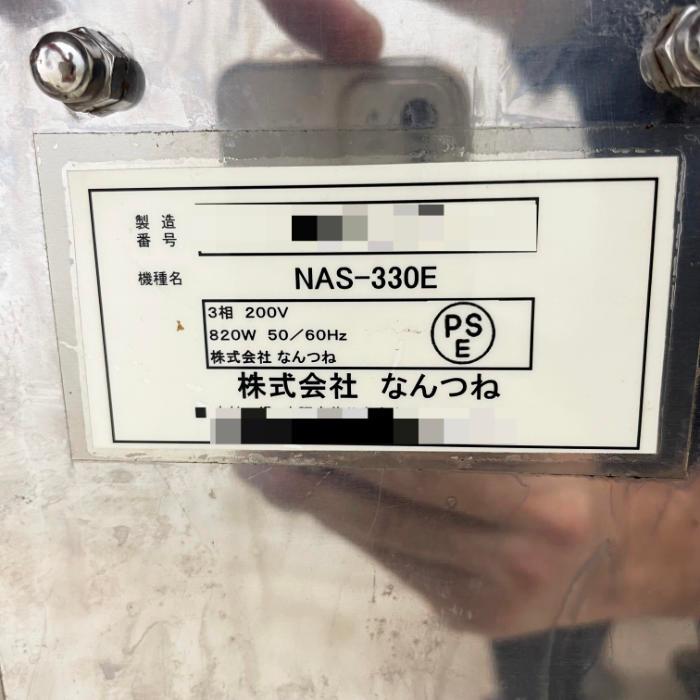 製造
番号
機種名 NAS-330E
3相 200V
820W 50/60Hz
株式会社 なんつね
PS
E
株式会社 なんつね